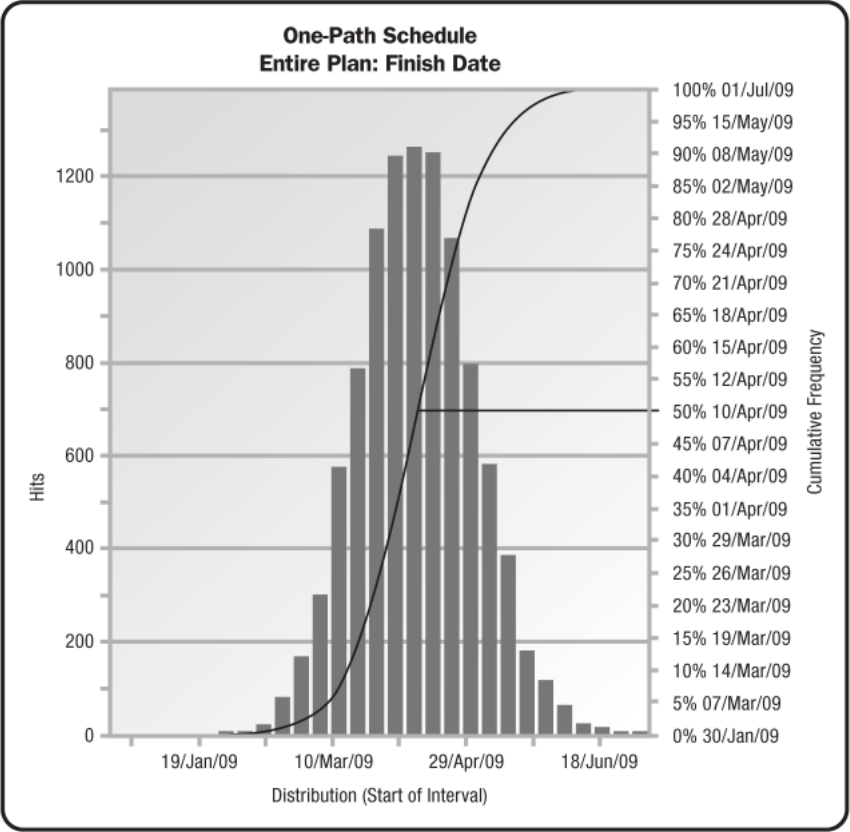 One-Path Schedule
Entire Plan: Finish Date
Hits
1200
1000
800
600
400
200
0
19/Jan/09
10/Mar/09
29/Apr/09
18/Jun/09
Distribution (Start of Interval)
100% 01/Jul/09
95% 15/May/09
90% 08/May/09
85% 02/May/09
80% 28/Apr/09
75% 24/Apr/09
70% 21/Apr/09
65% 18/Apr/09
60% 15/Apr/09
55% 12/Apr/09
50% 10/Apr/09
45% 07/Apr/09
40% 04/Apr/09
35% 01/Apr/09
30% 29/Mar/09
25% 26/Mar/09
20% 23/Mar/09
15% 19/Mar/09
10% 14/Mar/09
5% 07/Mar/09
0% 30/Jan/09
Cumulative Frequency